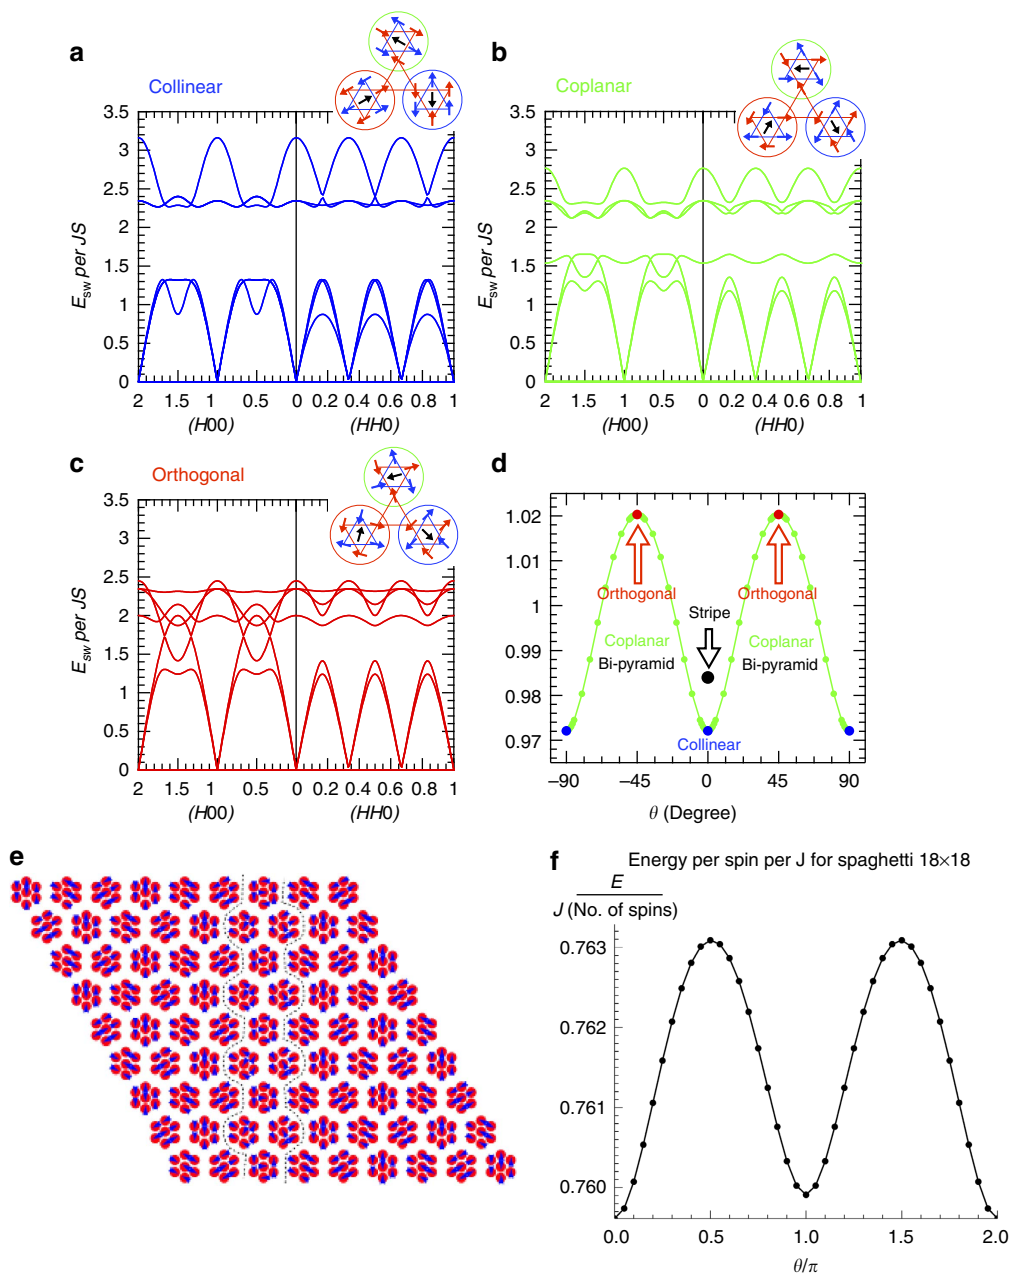 a
Collinear
3.5
3
2.5
2
1.5
1
0.5
0
E_sw per JS
2 1.5 1 0.5 0 0.2 0.4 0.6 0.8 1
(H00) (HH0)
b
Coplanar
3.5
3
2.5
2
1.5
1
0.5
0
E_sw per JS
2 1.5 1 0.5 0 0.2 0.4 0.6 0.8 1
(H00) (HH0)
c
Orthogonal
3.5
3
2.5
2
1.5
1
0.5
0
E_sw per JS
2 1.5 1 0.5 0 0.2 0.4 0.6 0.8 1
(H00) (HH0)
d
1.02
1.01
1
0.99
0.98
0.97
Orthogonal Orthogonal
Stripe
Coplanar Coplanar
Bi-pyramid Bi-pyramid
Collinear
−90 −45 0 45 90
θ (Degree)
e
f
Energy per spin per J for spaghetti 18×18
E
J (No. of spins)
0.763
0.762
0.761
0.760
0.0 0.5 1.0 1.5 2.0
θ/π